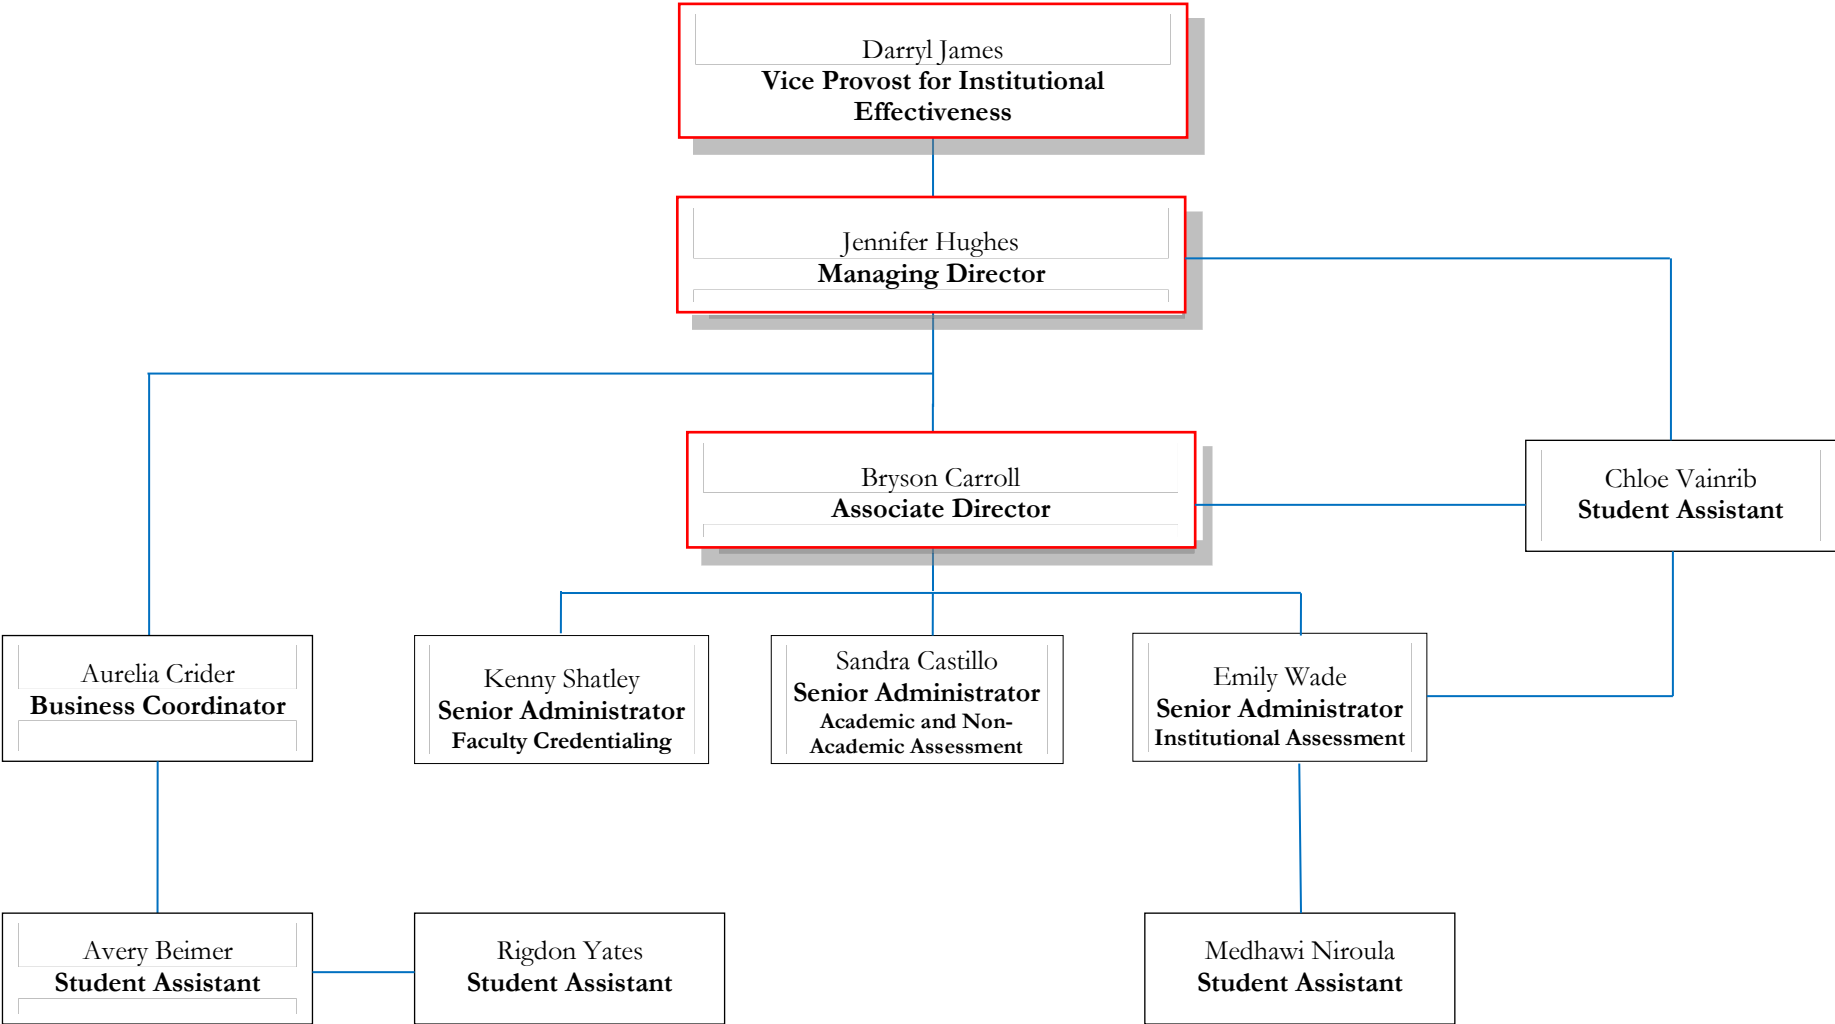 Darryl James
Vice Provost for Institutional
Effectiveness
Jennifer Hughes
Managing Director
Bryson Carroll
Associate Director
Chloe Vainrib
Student Assistant
Aurelia Crider
Business Coordinator
Kenny Shatley
Senior Administrator
Faculty Credentialing
Sandra Castillo
Senior Administrator
Academic and Non-
Academic Assessment
Emily Wade
Senior Administrator
Institutional Assessment
Avery Beimer
Student Assistant
Rigdon Yates
Student Assistant
Medhawi Niroula
Student Assistant